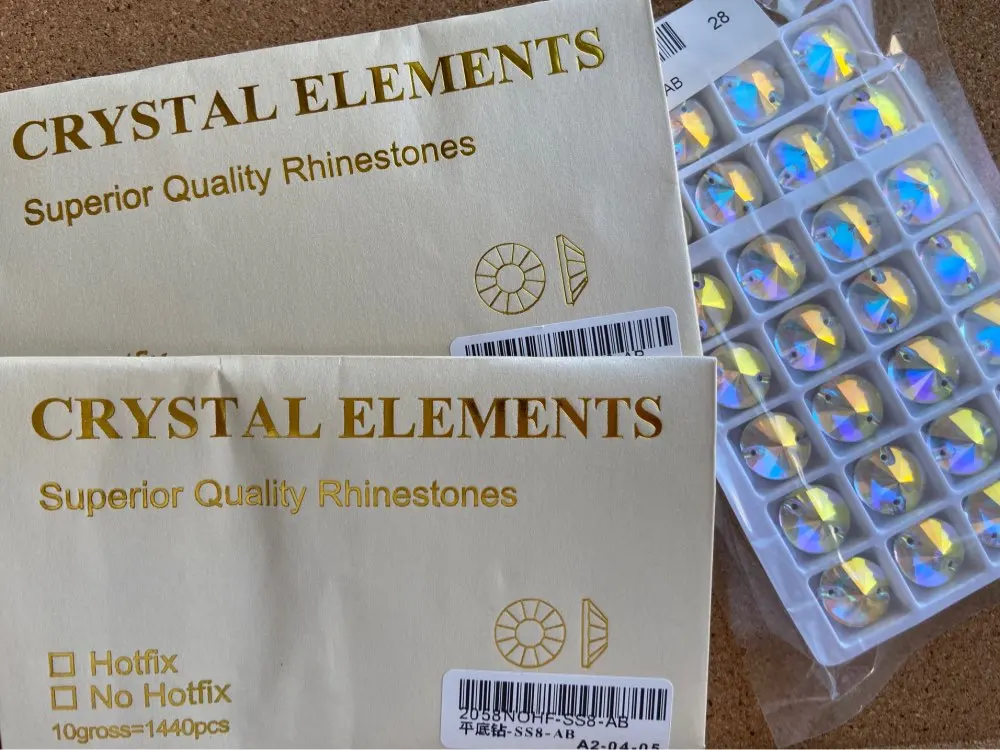 CRYSTAL ELEMENTS
Superior Quality Rhinestones
28
AB
CRYSTAL ELEMENTS
Superior Quality Rhinestones
Hotfix
No Hotfix
10gross=1440pcs
2058NOHF-SS8-AB
平底钻-SS8-AB
A2-04-05